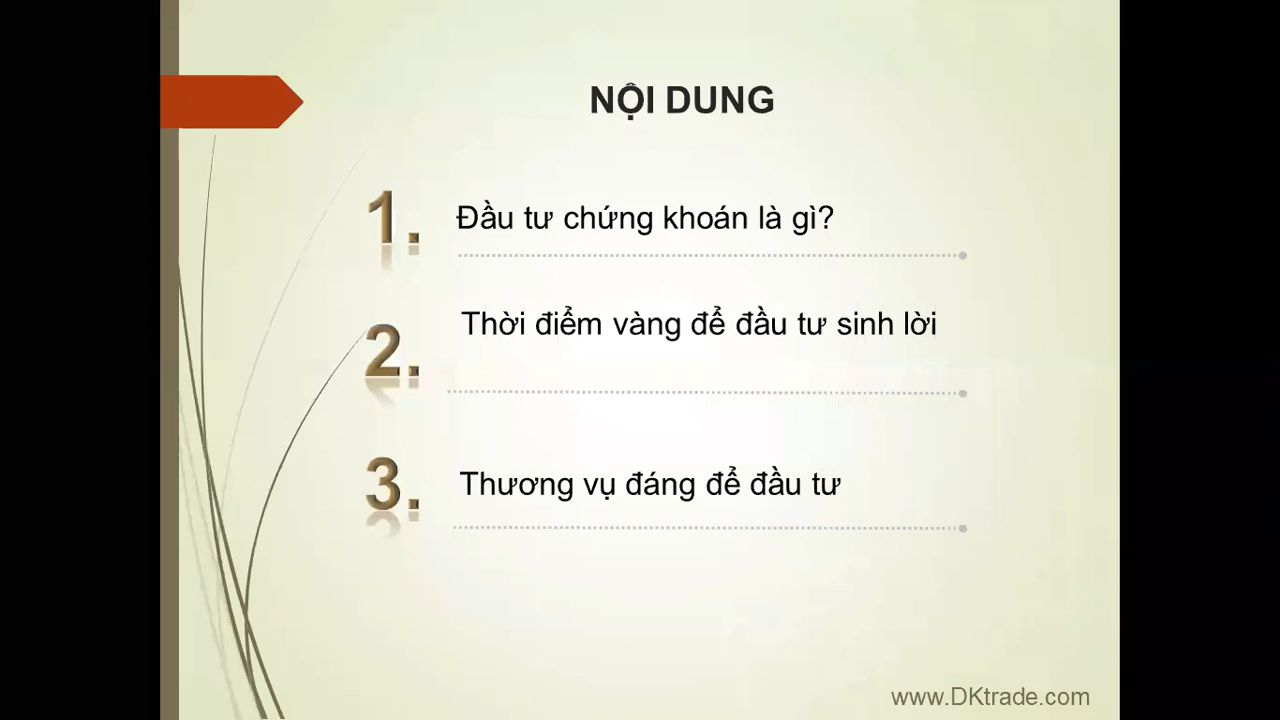 NỘI DUNG
1. Đầu tư chứng khoán là gì?
2. Thời điểm vàng để đầu tư sinh lời
3. Thương vụ đáng để đầu tư
www.DKtrade.com